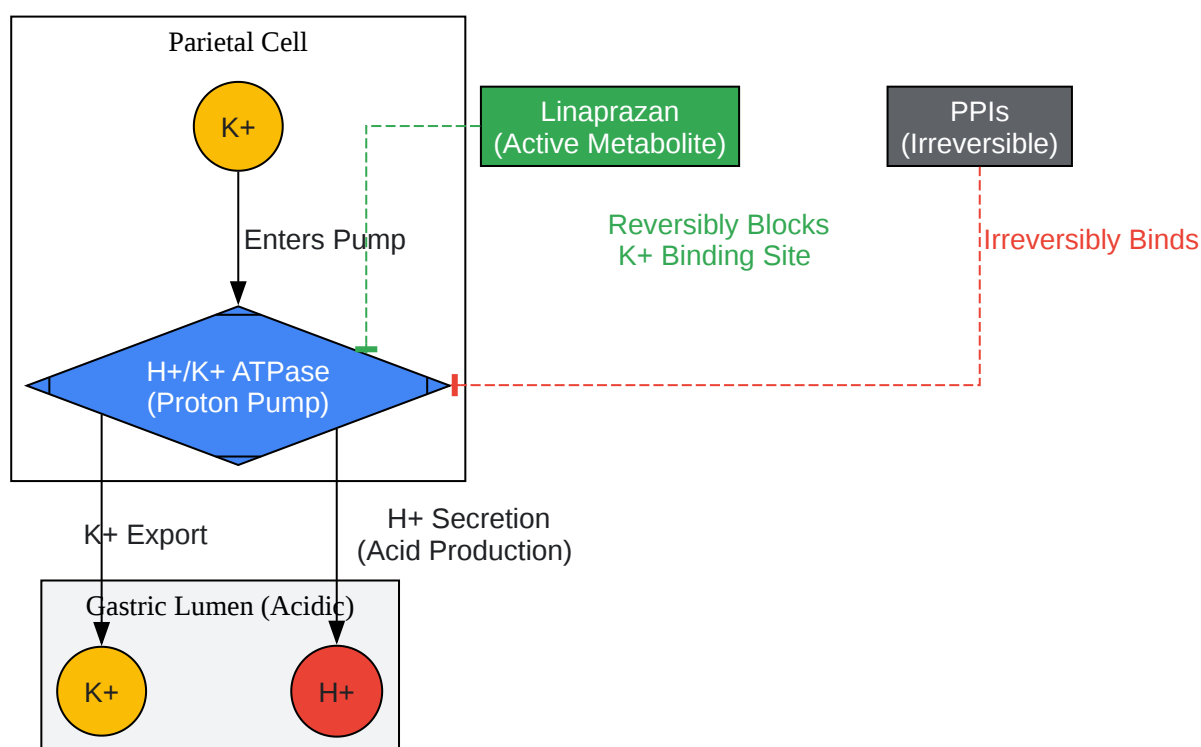 Parietal Cell
K+
Linaprazan
(Active Metabolite)
PPIs
(Irreversible)
Enters Pump
Reversibly Blocks
K+ Binding Site
Irreversibly Binds
H+/K+ ATPase
(Proton Pump)
K+ Export
H+ Secretion
(Acid Production)
Gastric Lumen (Acidic)
K+
H+